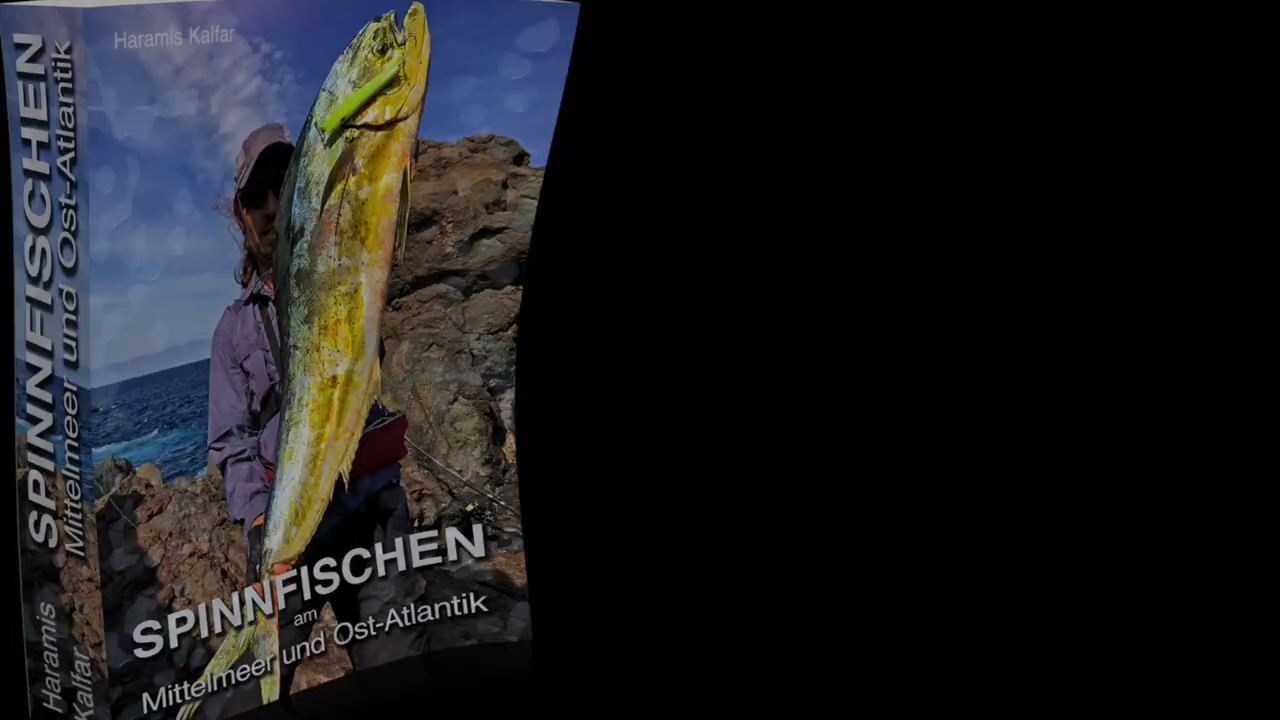 Haramis Kalfar
SPINNFISCHEN
am
Mittelmeer und Ost-Atlantik
SPINNFISCHEN
Mittelmeer und Ost-Atlantik
Haramis
Kalfar